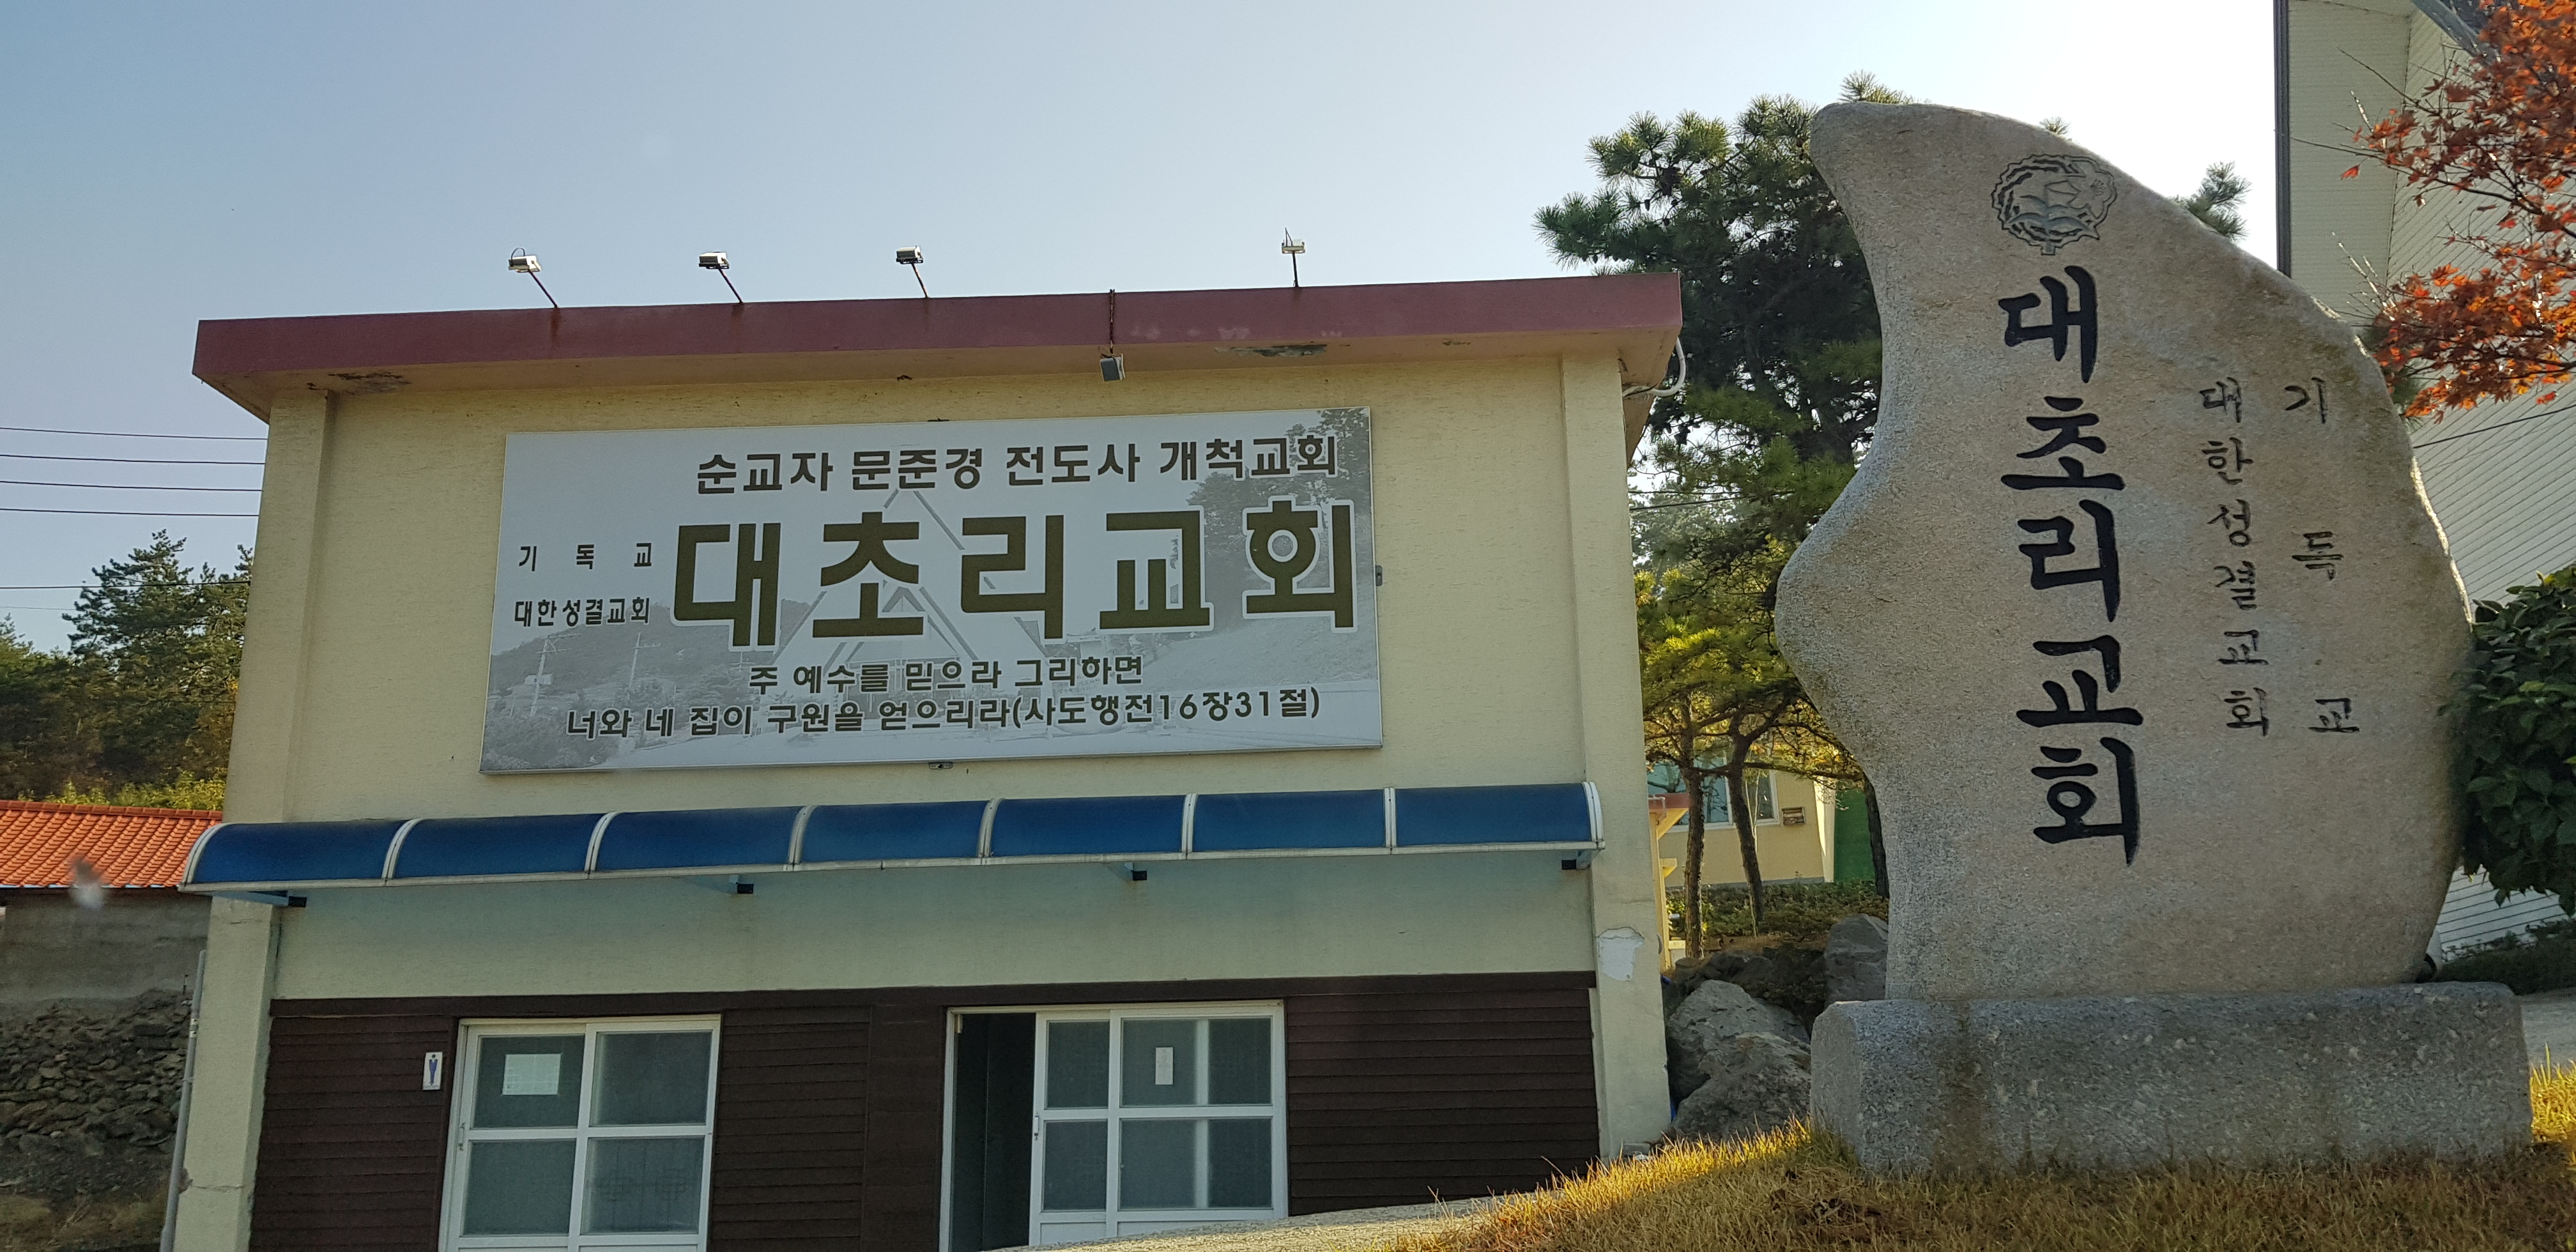 순교자 문준경 전도사 개척교회
기 독 교
대한성결교회
대초리교회
주 예수를 믿으라 그리하면
너와 네 집이 구원을 얻으리라(사도행전16장31절)
기독교
대한성결교회
대초리교회